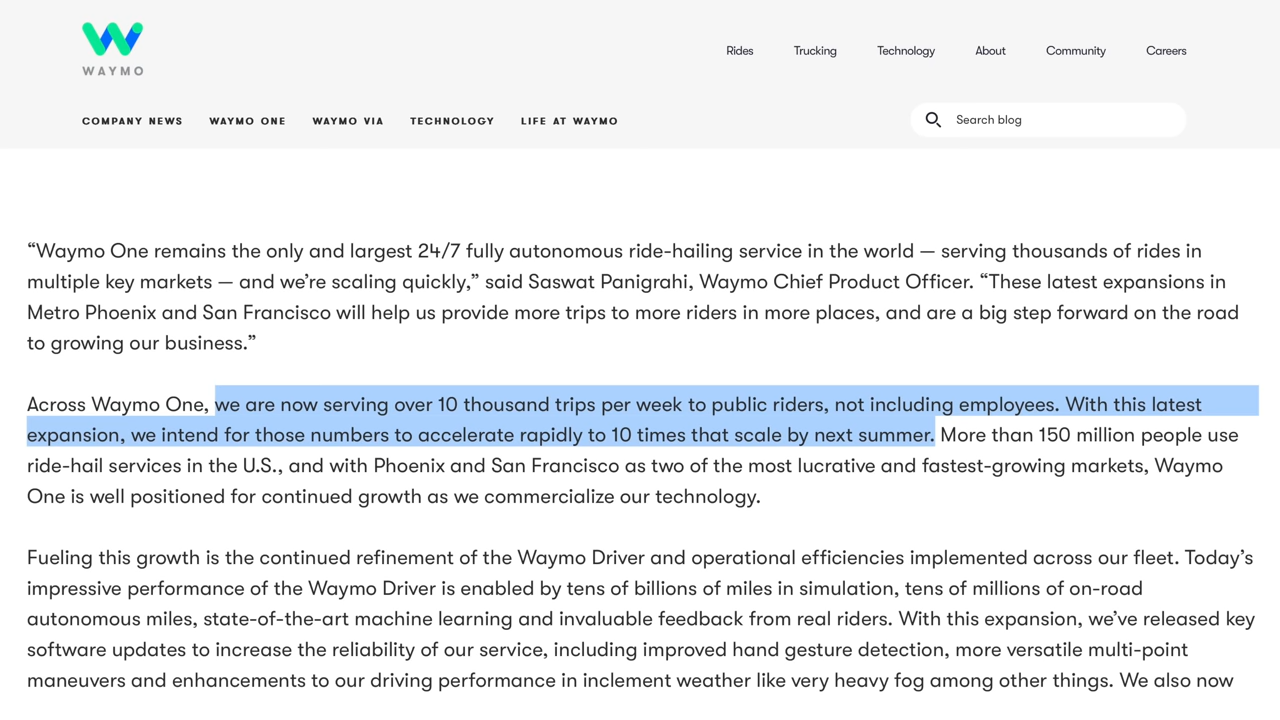 WAYMO
Rides
Trucking
Technology
About
Community
Careers
COMPANY NEWS
WAYMO ONE
WAYMO VIA
TECHNOLOGY
LIFE AT WAYMO
Search blog
“Waymo One remains the only and largest 24/7 fully autonomous ride-hailing service in the world — serving thousands of rides in
multiple key markets — and we’re scaling quickly,” said Saswat Panigrahi, Waymo Chief Product Officer. “These latest expansions in
Metro Phoenix and San Francisco will help us provide more trips to more riders in more places, and are a big step forward on the road
to growing our business.”
Across Waymo One, we are now serving over 10 thousand trips per week to public riders, not including employees. With this latest
expansion, we intend for those numbers to accelerate rapidly to 10 times that scale by next summer. More than 150 million people use
ride-hail services in the U.S., and with Phoenix and San Francisco as two of the most lucrative and fastest-growing markets, Waymo
One is well positioned for continued growth as we commercialize our technology.
Fueling this growth is the continued refinement of the Waymo Driver and operational efficiencies implemented across our fleet. Today’s
impressive performance of the Waymo Driver is enabled by tens of billions of miles in simulation, tens of millions of on-road
autonomous miles, state-of-the-art machine learning and invaluable feedback from real riders. With this expansion, we’ve released key
software updates to increase the reliability of our service, including improved hand gesture detection, more versatile multi-point
maneuvers and enhancements to our driving performance in inclement weather like very heavy fog among other things. We also now